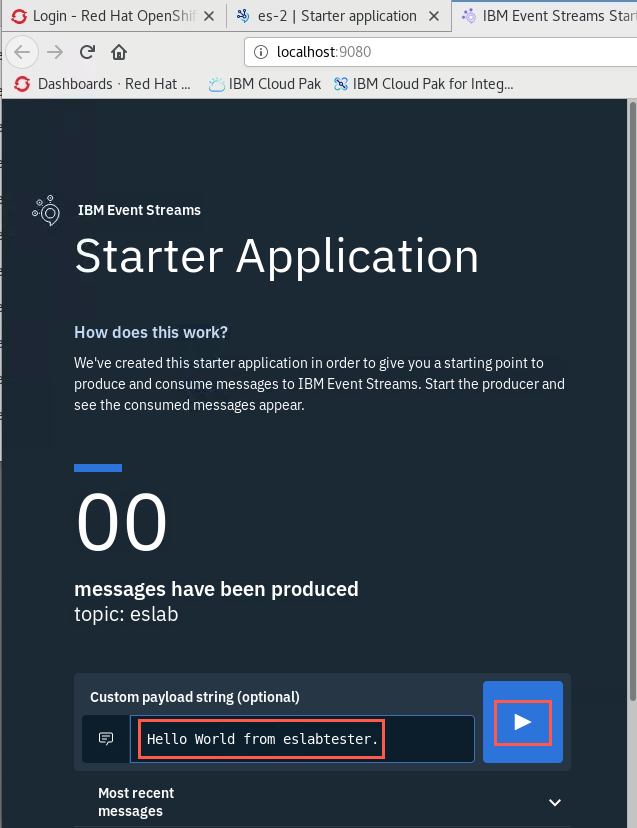 Login - Red Hat OpenShif
es-2 | Starter application
IBM Event Streams Star
localhost:9080
Dashboards · Red Hat ...
IBM Cloud Pak
IBM Cloud Pak for Integ...
IBM Event Streams
Starter Application
How does this work?
We've created this starter application in order to give you a starting point to
produce and consume messages to IBM Event Streams. Start the producer and
see the consumed messages appear.
00
messages have been produced
topic: eslab
Custom payload string (optional)
Hello World from eslabtester.
Most recent
messages